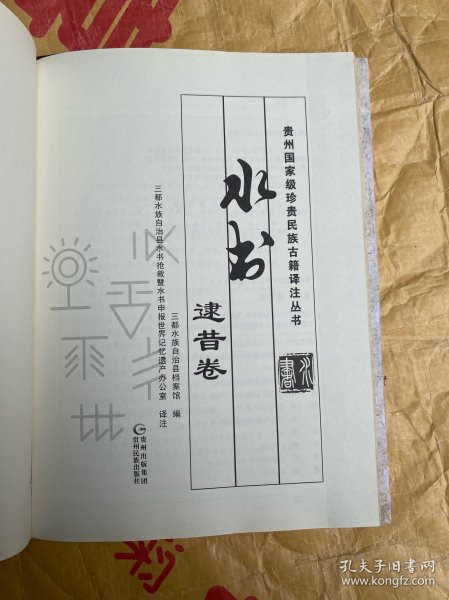 贵州国家级珍贵民族古籍译注丛书
水书
逮昔卷
水書
三都水族自治县档案馆 编
三都水族自治县水书抢救暨水书申报世界记忆遗产办公室 译注
贵州出版集团
贵州民族出版社
孔夫子旧书网
www.kongfz.com